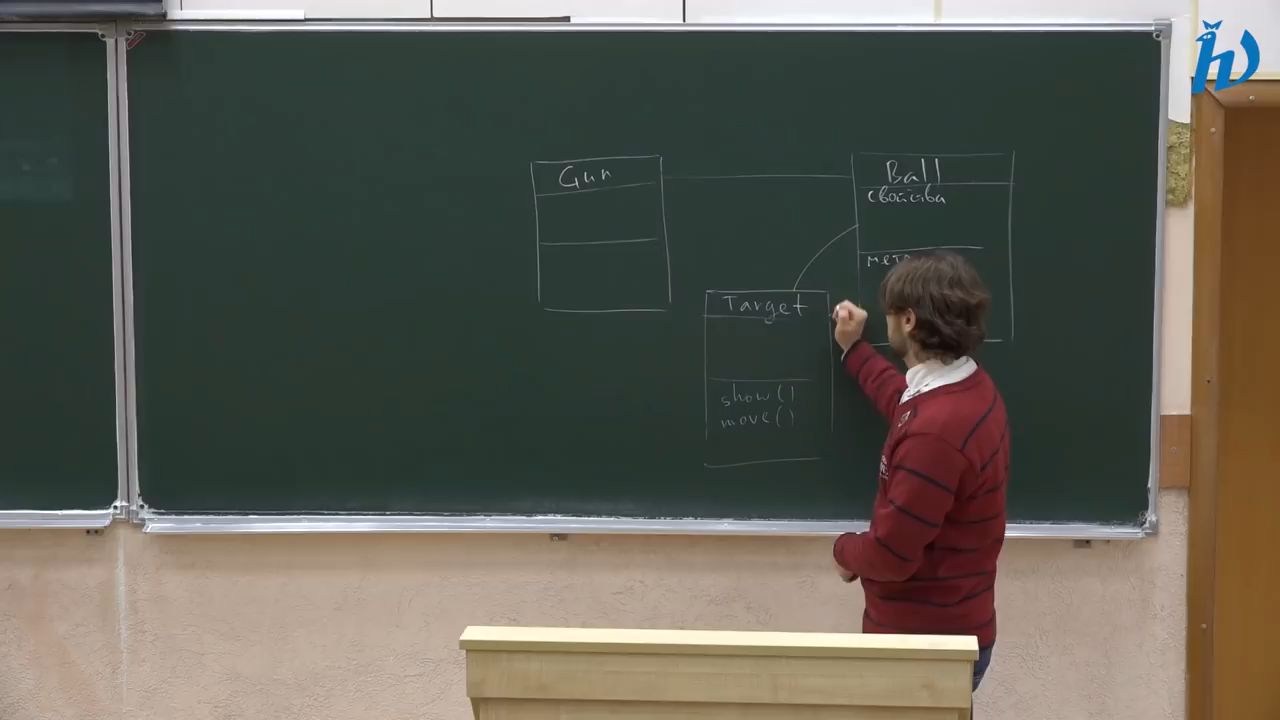 Gun
Ball
свойства
Target
show()
move()